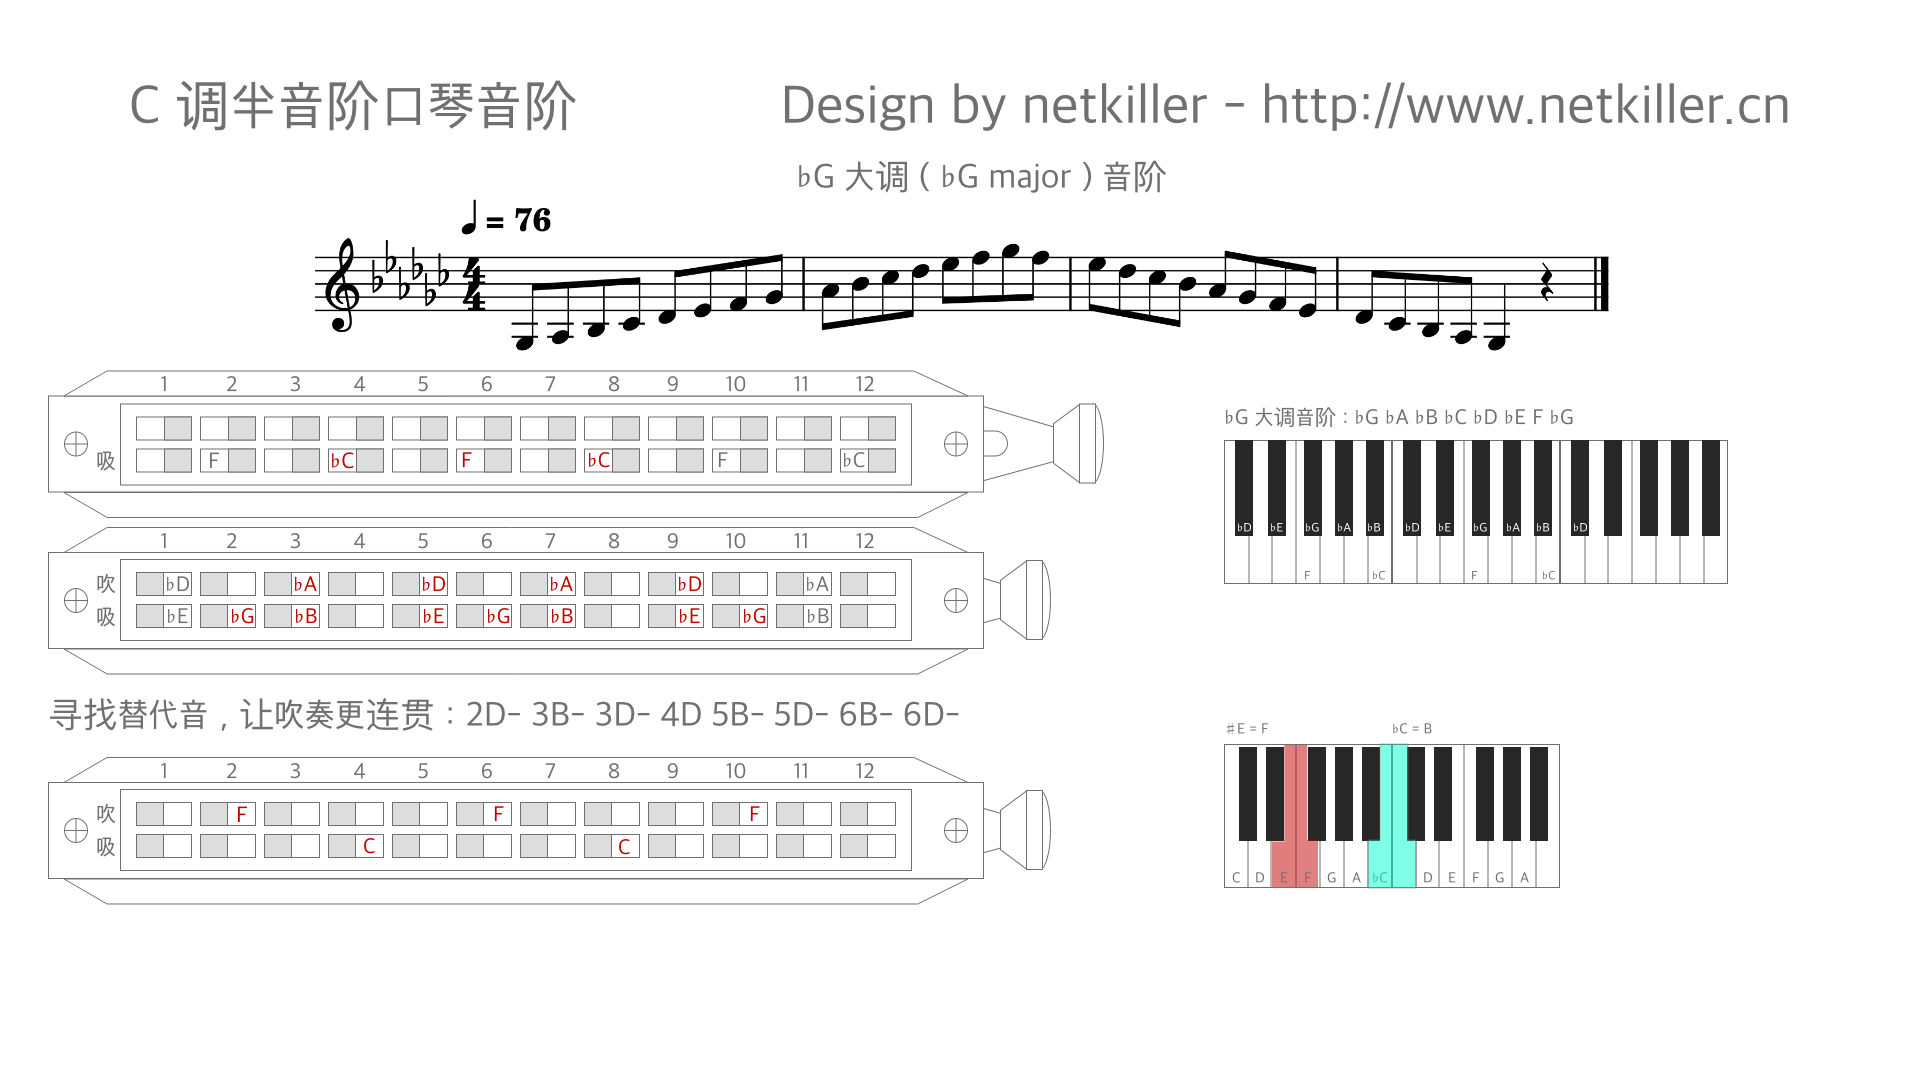 C 调半音阶口琴音阶
Design by netkiller - http://www.netkiller.cn
♭G 大调 ( ♭G major ) 音阶
= 76
4
4
1 2 3 4 5 6 7 8 9 10 11 12
吸 F ♭C F ♭C F ♭C
♭G 大调音阶 : ♭G ♭A ♭B ♭C ♭D ♭E F ♭G
♭D ♭E ♭G ♭A ♭B ♭D ♭E ♭G ♭A ♭B ♭D
F ♭C F ♭C
1 2 3 4 5 6 7 8 9 10 11 12
吹 ♭D ♭A ♭D ♭A ♭D ♭A
吸 ♭E ♭G ♭B ♭E ♭G ♭B ♭E ♭G ♭B
寻找替代音 , 让吹奏更连贯 : 2D- 3B- 3D- 4D 5B- 5D- 6B- 6D-
1 2 3 4 5 6 7 8 9 10 11 12
吹 F F F
吸 C C
♯E = F
♭C = B
C D E F G A ♭C D E F G A